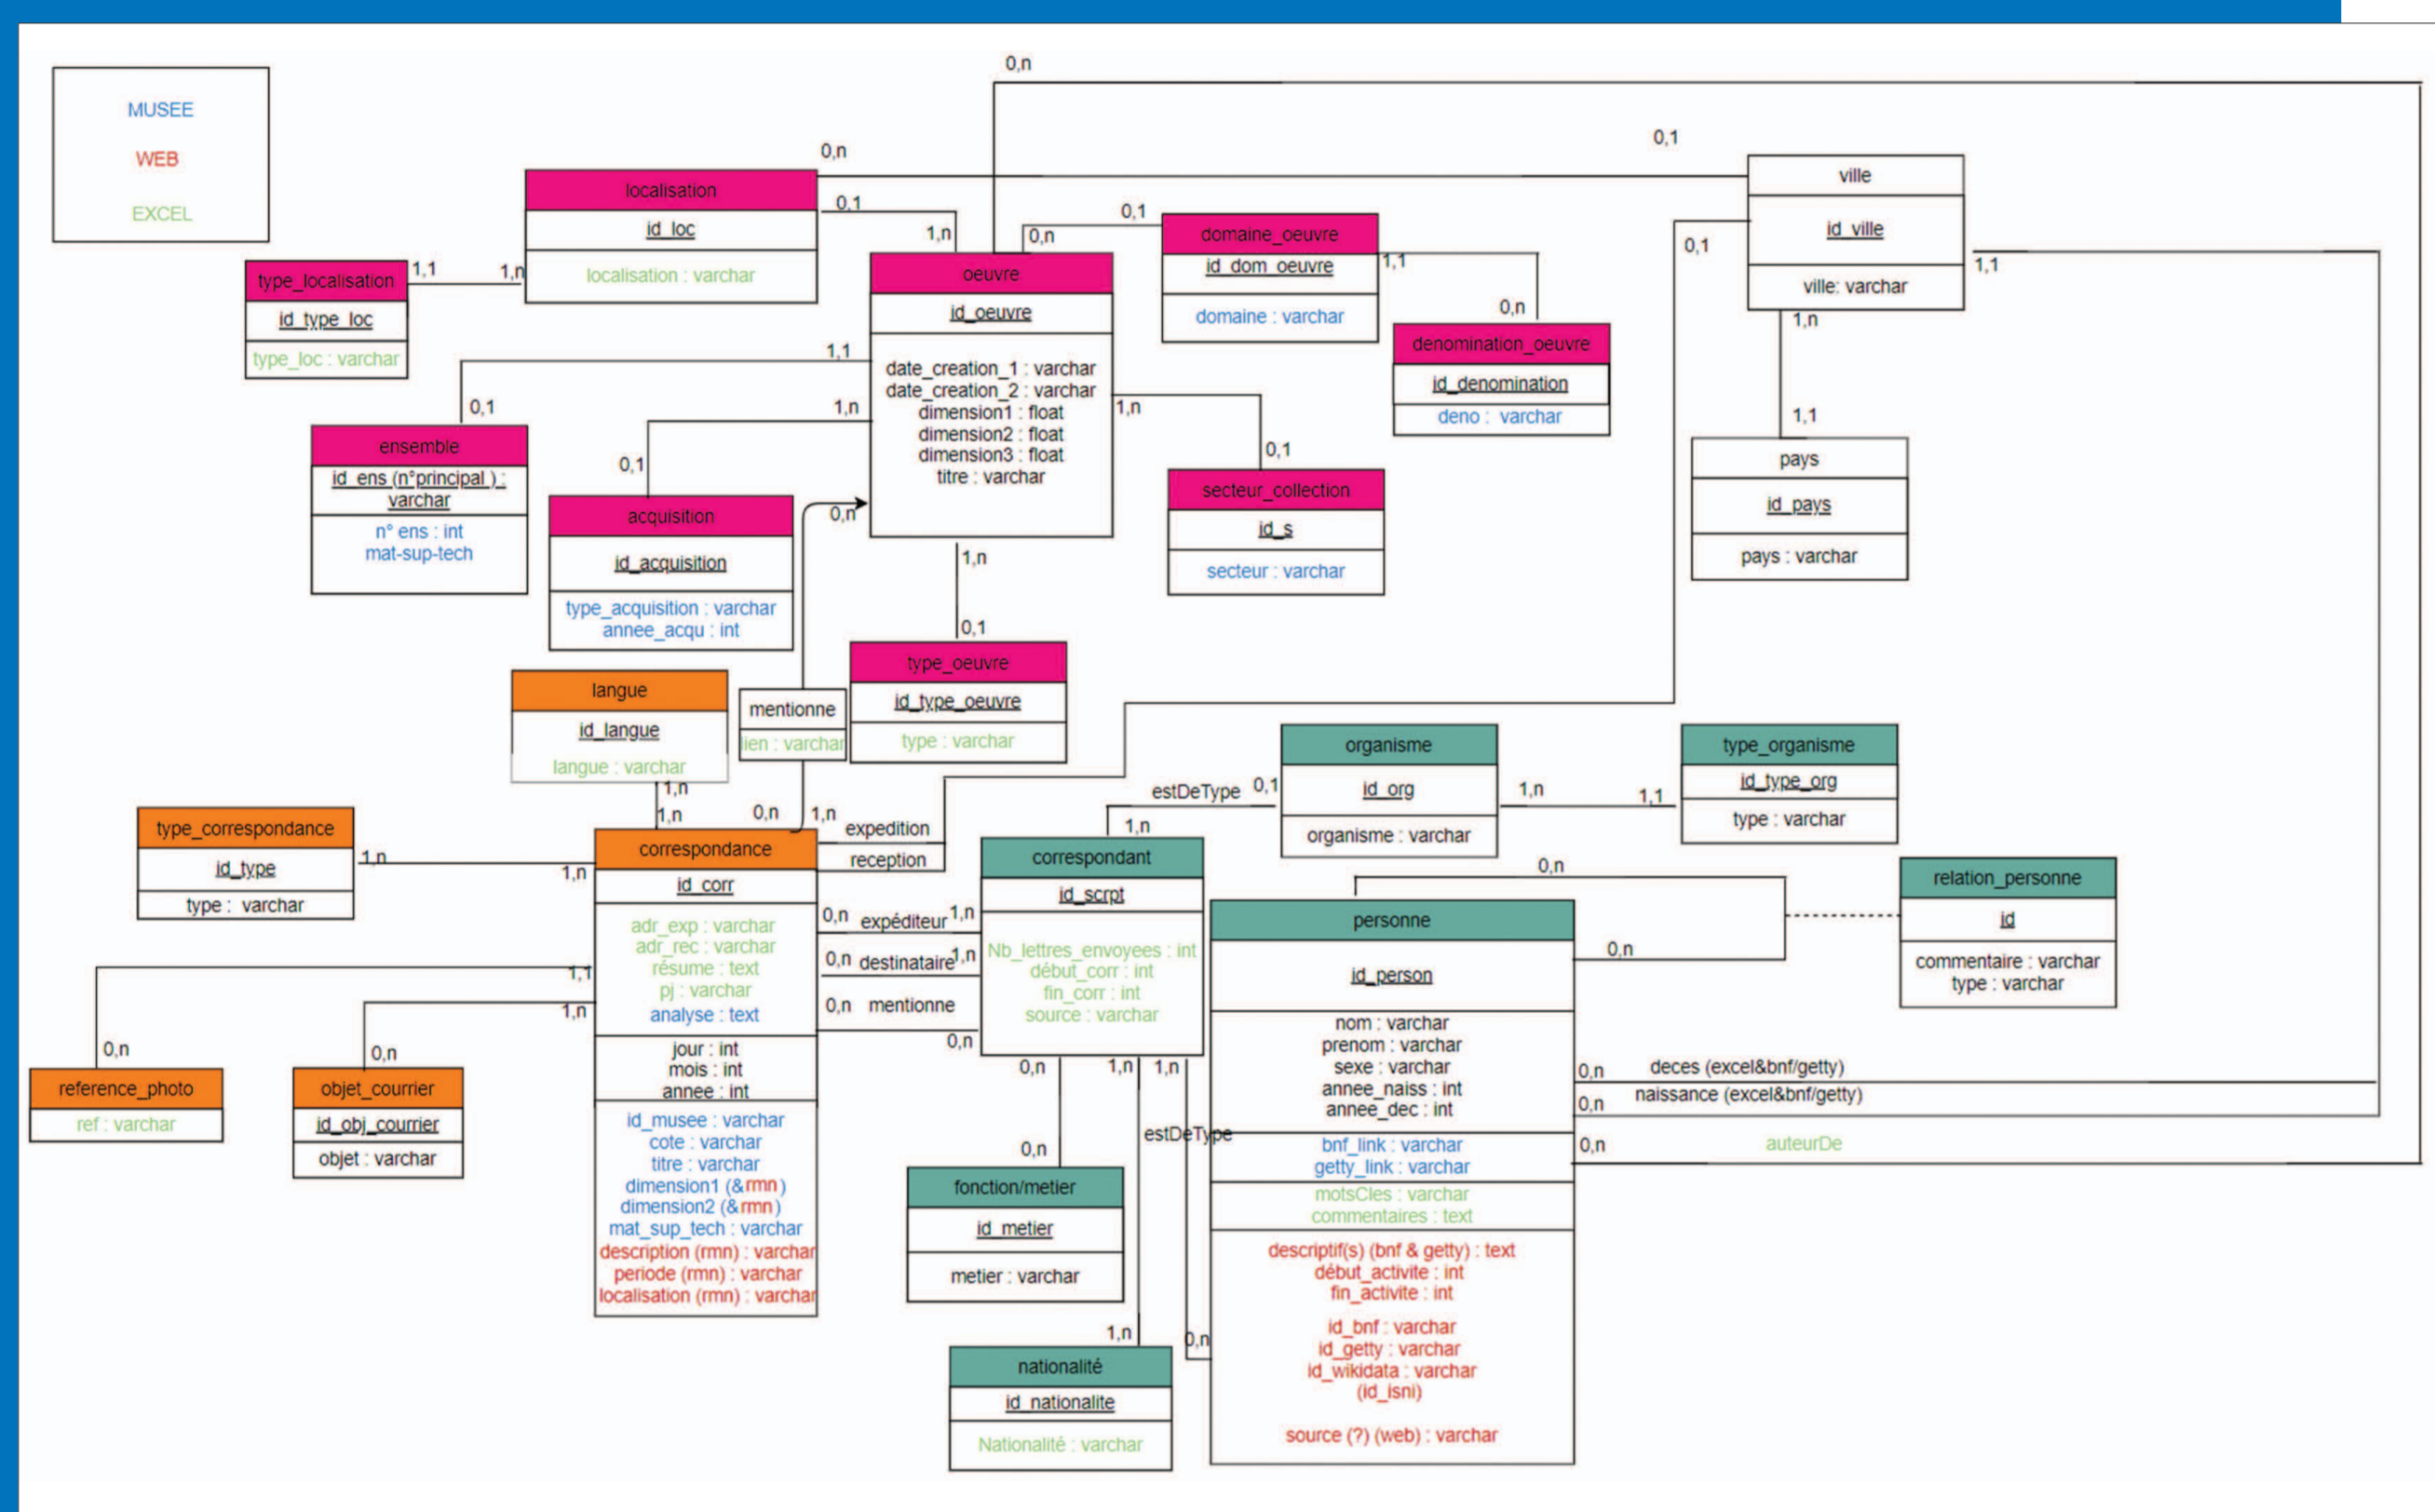 MUSEE
WEB
EXCEL
0,n
0,n
0,1
localisation
id_loc
localisation : varchar
0,1
1,n
type_localisation
id_type_loc
type_loc : varchar
1,1
1,n
0,n
0,1
domaine_oeuvre
id_dom_oeuvre
domaine : varchar
1,1
0,n
denomination_oeuvre
id_denomination
deno : varchar
ville
id_ville
ville: varchar
0,1
1,1
1,n
1,1
pays
id_pays
pays : varchar
oeuvre
id_oeuvre
date_creation_1 : varchar
date_creation_2 : varchar
dimension1 : float
dimension2 : float
dimension3 : float
titre : varchar
1,1
0,1
ensemble
id_ens (n°principal ) :
varchar
n° ens : int
mat-sup-tech
1,n
0,1
acquisition
id_acquisition
type_acquisition : varchar
annee_acqu : int
1,n
0,1
secteur_collection
id_s
secteur : varchar
0,n
1,n
0,1
type_oeuvre
id_type_oeuvre
type : varchar
langue
id_langue
langue : varchar
mentionne
lien : varchar
1,n
1,n
0,n
1,n
expedition
reception
type_correspondance
id_type
type : varchar
1,n
1,n
correspondance
id_corr
adr_exp : varchar
adr_rec : varchar
résume : text
pj : varchar
analyse : text
jour : int
mois : int
annee : int
id_musee : varchar
cote : varchar
titre : varchar
dimension1 (&rmn )
dimension2 (&rmn )
mat_sup_tech : varchar
description (rmn) : varchar
periode (rmn) : varchar
localisation (rmn) : varchar
1,1
0,n
reference_photo
ref : varchar
1,n
0,n
objet_courrier
id_obj_courrier
objet : varchar
0,n expéditeur 1,n
0,n destinataire 1,n
0,n mentionne
0,n
correspondant
id_scrpt
Nb_lettres_envoyees : int
début_corr : int
fin_corr : int
source : varchar
estDeType 0,1
1,n
organisme
id_org
organisme : varchar
1,n
1,1
type_organisme
id_type_org
type : varchar
0,n
0,n
relation_personne
id
commentaire : varchar
type : varchar
personne
id_person
nom : varchar
prenom : varchar
sexe : varchar
annee_naiss : int
annee_dec : int
bnf_link : varchar
getty_link : varchar
motsCles : varchar
commentaires : text
descriptif(s) (bnf & getty) : text
début_activite : int
fin_activite : int
id_bnf : varchar
id_getty : varchar
id_wikidata : varchar
(id_isni)
source (?) (web) : varchar
0,n deces (excel&bnf/getty)
0,n naissance (excel&bnf/getty)
0,n auteurDe
0,n
1,n
1,n
estDeType
0,n
0,n
fonction/metier
id_metier
metier : varchar
1,n
nationalité
id_nationalite
Nationalité : varchar